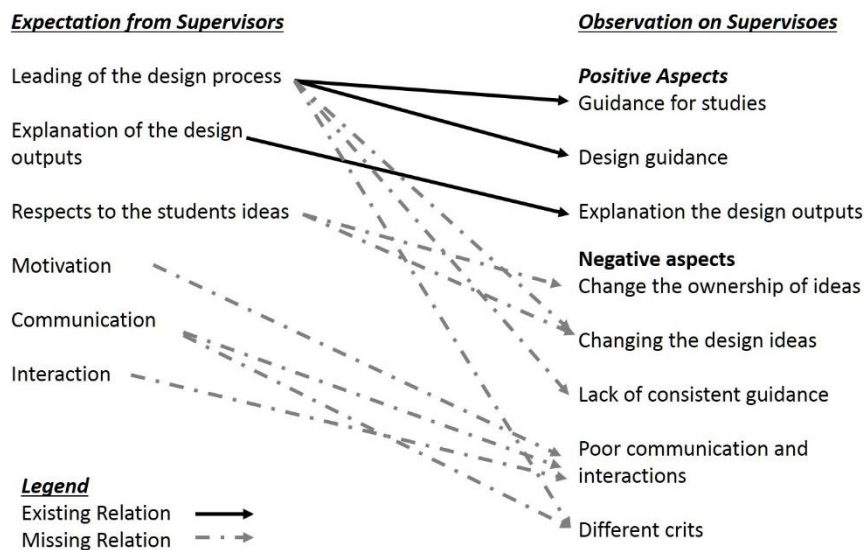 Expectation from Supervisors
Leading of the design process
Explanation of the design
outputs
Respects to the students ideas
Motivation
Communication
Interaction
Legend
Existing Relation
Missing Relation
Observation on Supervisoes
Positive Aspects
Guidance for studies
Design guidance
Explanation the design outputs
Negative aspects
Change the ownership of ideas
Changing the design ideas
Lack of consistent guidance
Poor communication and
interactions
Different crits